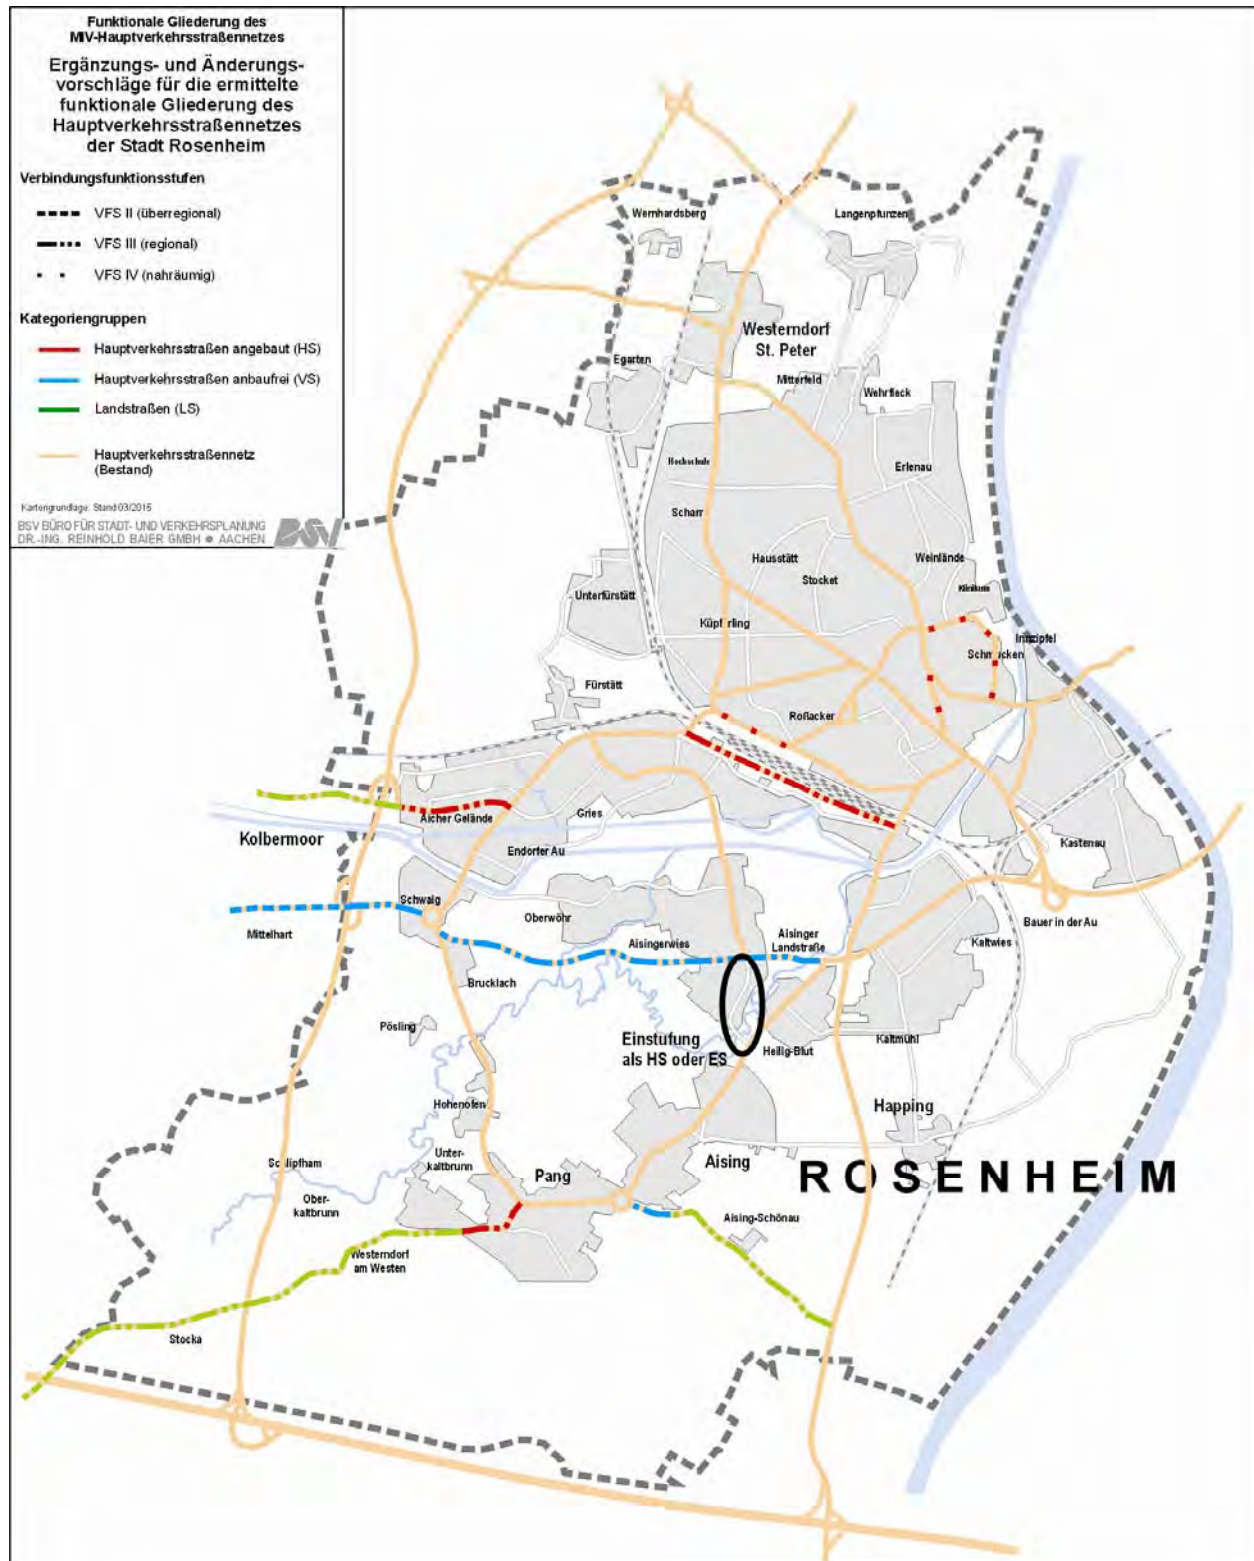 Funktionale Gliederung des
MIV-Hauptverkehrsstraßennetzes
Ergänzungs- und Änderungs-
vorschläge für die ermittelte
funktionale Gliederung des
Hauptverkehrsstraßennetzes
der Stadt Rosenheim
Verbindungsfunktionsstufen
VFS II (überregional)
VFS III (regional)
VFS IV (nahräumig)
Kategoriengruppen
Hauptverkehrsstraßen angebaut (HS)
Hauptverkehrsstraßen anbaufrei (VS)
Landstraßen (LS)
Hauptverkehrsstraßennetz
(Bestand)
Kartengrundlage: Stand 03/2015
BSV BÜRO FÜR STADT- UND VERKEHRSPLANUNG
DR.-ING. REINHOLD BAIER GMBH ● AACHEN
BSV
Wernhardsberg
Langenpfunzen
Westerndorf
St. Peter
Egarten
Mitterfeld
Wehrfleck
Hochschule
Erlenau
Scharr
Hausstätt
Stocket
Weinlände
Klinikum
Unterfürstätt
Küpferling
Innzipfel
Schmucken
Fürstätt
Roßacker
Aicher Gelände
Gries
Kolbermoor
Endorfer Au
Kastenau
Schwaig
Oberwöhr
Mittelhart
Aisingerwies
Aisinger
Landstraße
Bauer in der Au
Kaltwies
Brucklach
Pösling
Einstufung
als HS oder ES
Heilig-Blut
Kaltmühl
Hohenofen
Happing
Unter-
kaltbrunn
Schlipfham
Pang
Aising
ROSENHEIM
Ober-
kaltbrunn
Aising-Schönau
Westerndorf
am Westen
Stocka